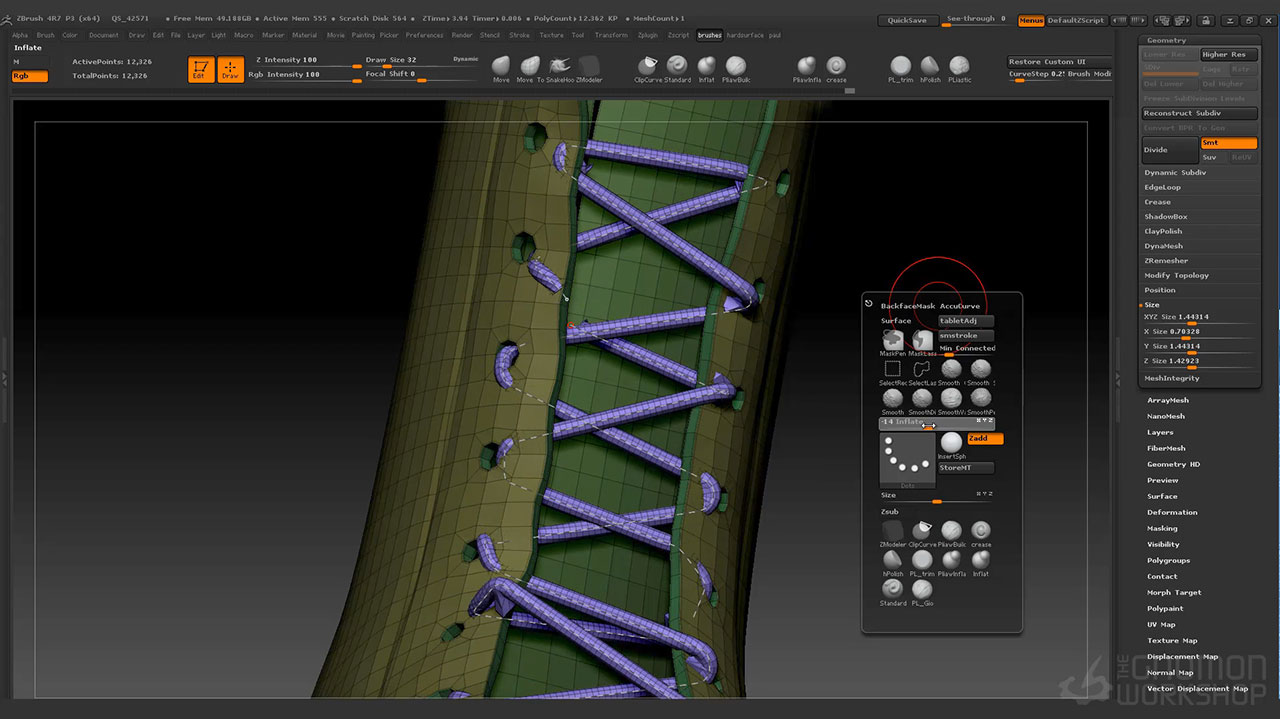 ZBrush 4R7 P3 (x64) QS_42571 • Free Mem 49.188GB • Active Mem 555 • Scratch Disk 564 • ZTime▸3.94 Timer▸0.006 • PolyCount▸12,362 KP • MeshCount▸1 QuickSave See-through 0 Menus DefaultZScript
Alpha Brush Color Document Draw Edit File Layer Light Macro Marker Material Movie Painting Picker Preferences Render Stencil Stroke Texture Tool Transform Zplugin Zscript brushes hardsurface paul
Inflate
M
Rgb
ActivePoints: 12,326
TotalPoints: 12,326
Edit
Draw
Z Intensity 100
Rgb Intensity 100
Draw Size 32
Focal Shift 0
Dynamic
Move Move To SnakeHoo ZModeler
ClipCurve Standard Inflat PliawBuilc
PliawInfla crease
PL_trim hPolish PLlastic
Restore Custom UI
CurveStep 0.25 Brush Modi
Geometry
Lower Res Higher Res
SDiv Cage Rstr
Del Lower Del Higher
Freeze SubDivision Levels
Reconstruct Subdiv
Convert BPR To Geo
Divide
Smt
Suv ReUV
Dynamic Subdiv
EdgeLoop
Crease
ShadowBox
ClayPolish
DynaMesh
ZRemesher
Modify Topology
Position
Size
XYZ Size 1.44314
X Size 0.70328
Y Size 1.44314
Z Size 1.42923
MeshIntegrity
ArrayMesh
NanoMesh
Layers
FiberMesh
Geometry HD
Preview
Surface
Deformation
Masking
Visibility
Polygroups
Contact
Morph Target
Polypaint
UV Map
Texture Map
Displacement Map
Normal Map
Vector Displacement Map
BackfaceMask AccuCurve
Surface tabletAdj
smstroke
Min Connected
MaskPen MaskLass
SelectRec SelectLas Smooth Smooth
Smooth SmoothDi SmoothVa SmoothPe
-14 Inflate X Y Z
Zadd
InsertSph
StoreMT
Dots
Size X Y Z
Zsub
ZModeler ClipCurve PliawBuilc crease
hPolish PL_trim PliawInfla Inflat
Standard PL_Gio
THE GNOMON
WORKSHOP